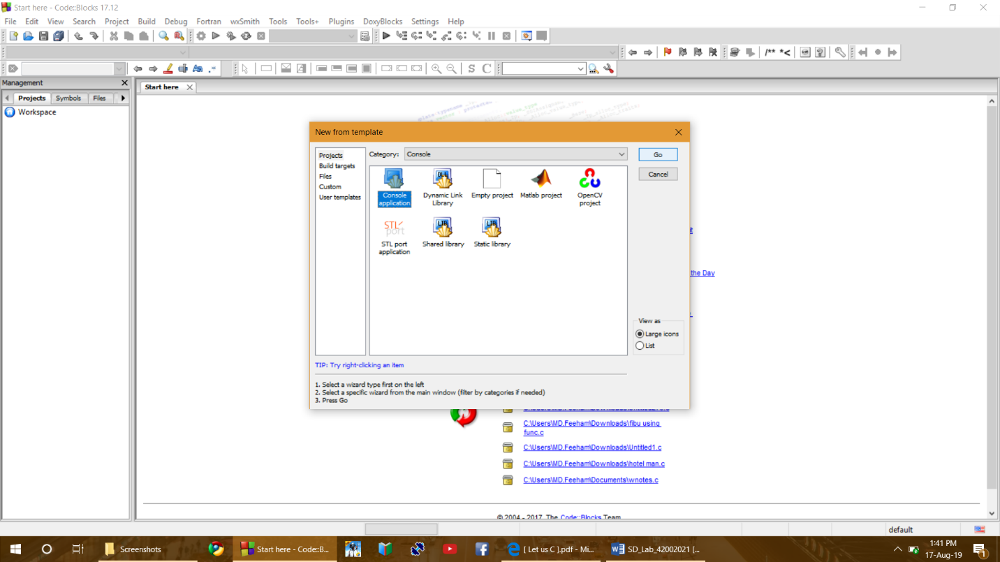 Start here - Code::Blocks 17.12
File Edit View Search Project Build Debug Fortran wxSmith Tools Tools+ Plugins DoxyBlocks Settings Help
/** *<
S C
Management
Start here
Projects Symbols Files
Workspace
New from template
Projects
Build targets
Files
Custom
User templates
Category: Console
Go
Cancel
Console application
Dynamic Link Library
Empty project
Matlab project
OpenCV project
STL port application
Shared library
Static library
the Day
View as
Large icons
List
TIP: Try right-clicking an item
1. Select a wizard type first on the left
2. Select a specific wizard from the main window (filter by categories if needed)
3. Press Go
C:\Users\MD.Feeham\Downloads\fibu using
func.c
C:\Users\MD.Feeham\Downloads\Untitled1.c
C:\Users\MD.Feeham\Downloads\hotel man.c
C:\Users\MD.Feeham\Documents\wnotes.c
© 2004 - 2017, The Code::Blocks Team.
default
Screenshots
Start here - Code::B...
[ Let us C ].pdf - Mi...
SD_Lab_42002021 [...
1:41 PM
17-Aug-19
1